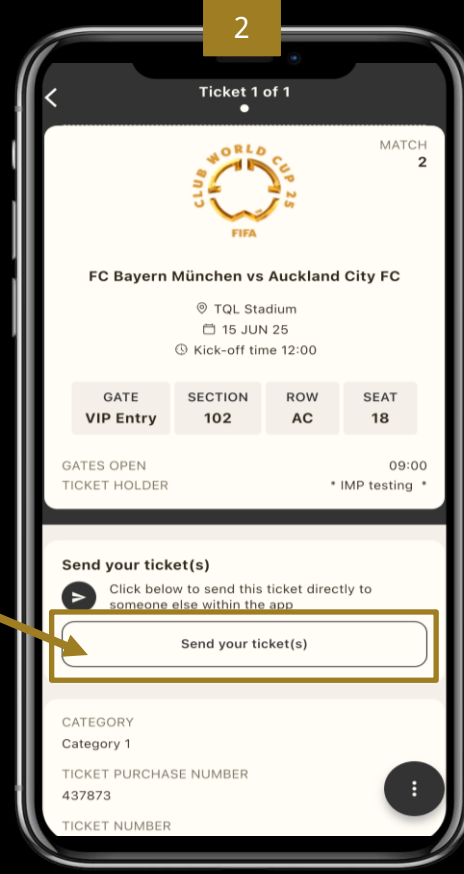 2
Ticket 1 of 1
MATCH
2
CLUB WORLD CUP 25
FIFA
FC Bayern München vs Auckland City FC
TQL Stadium
15 JUN 25
Kick-off time 12:00
GATE SECTION ROW SEAT
VIP Entry 102 AC 18
GATES OPEN 09:00
TICKET HOLDER * IMP testing *
Send your ticket(s)
Click below to send this ticket directly to
someone else within the app
Send your ticket(s)
CATEGORY
Category 1
TICKET PURCHASE NUMBER
437873
TICKET NUMBER